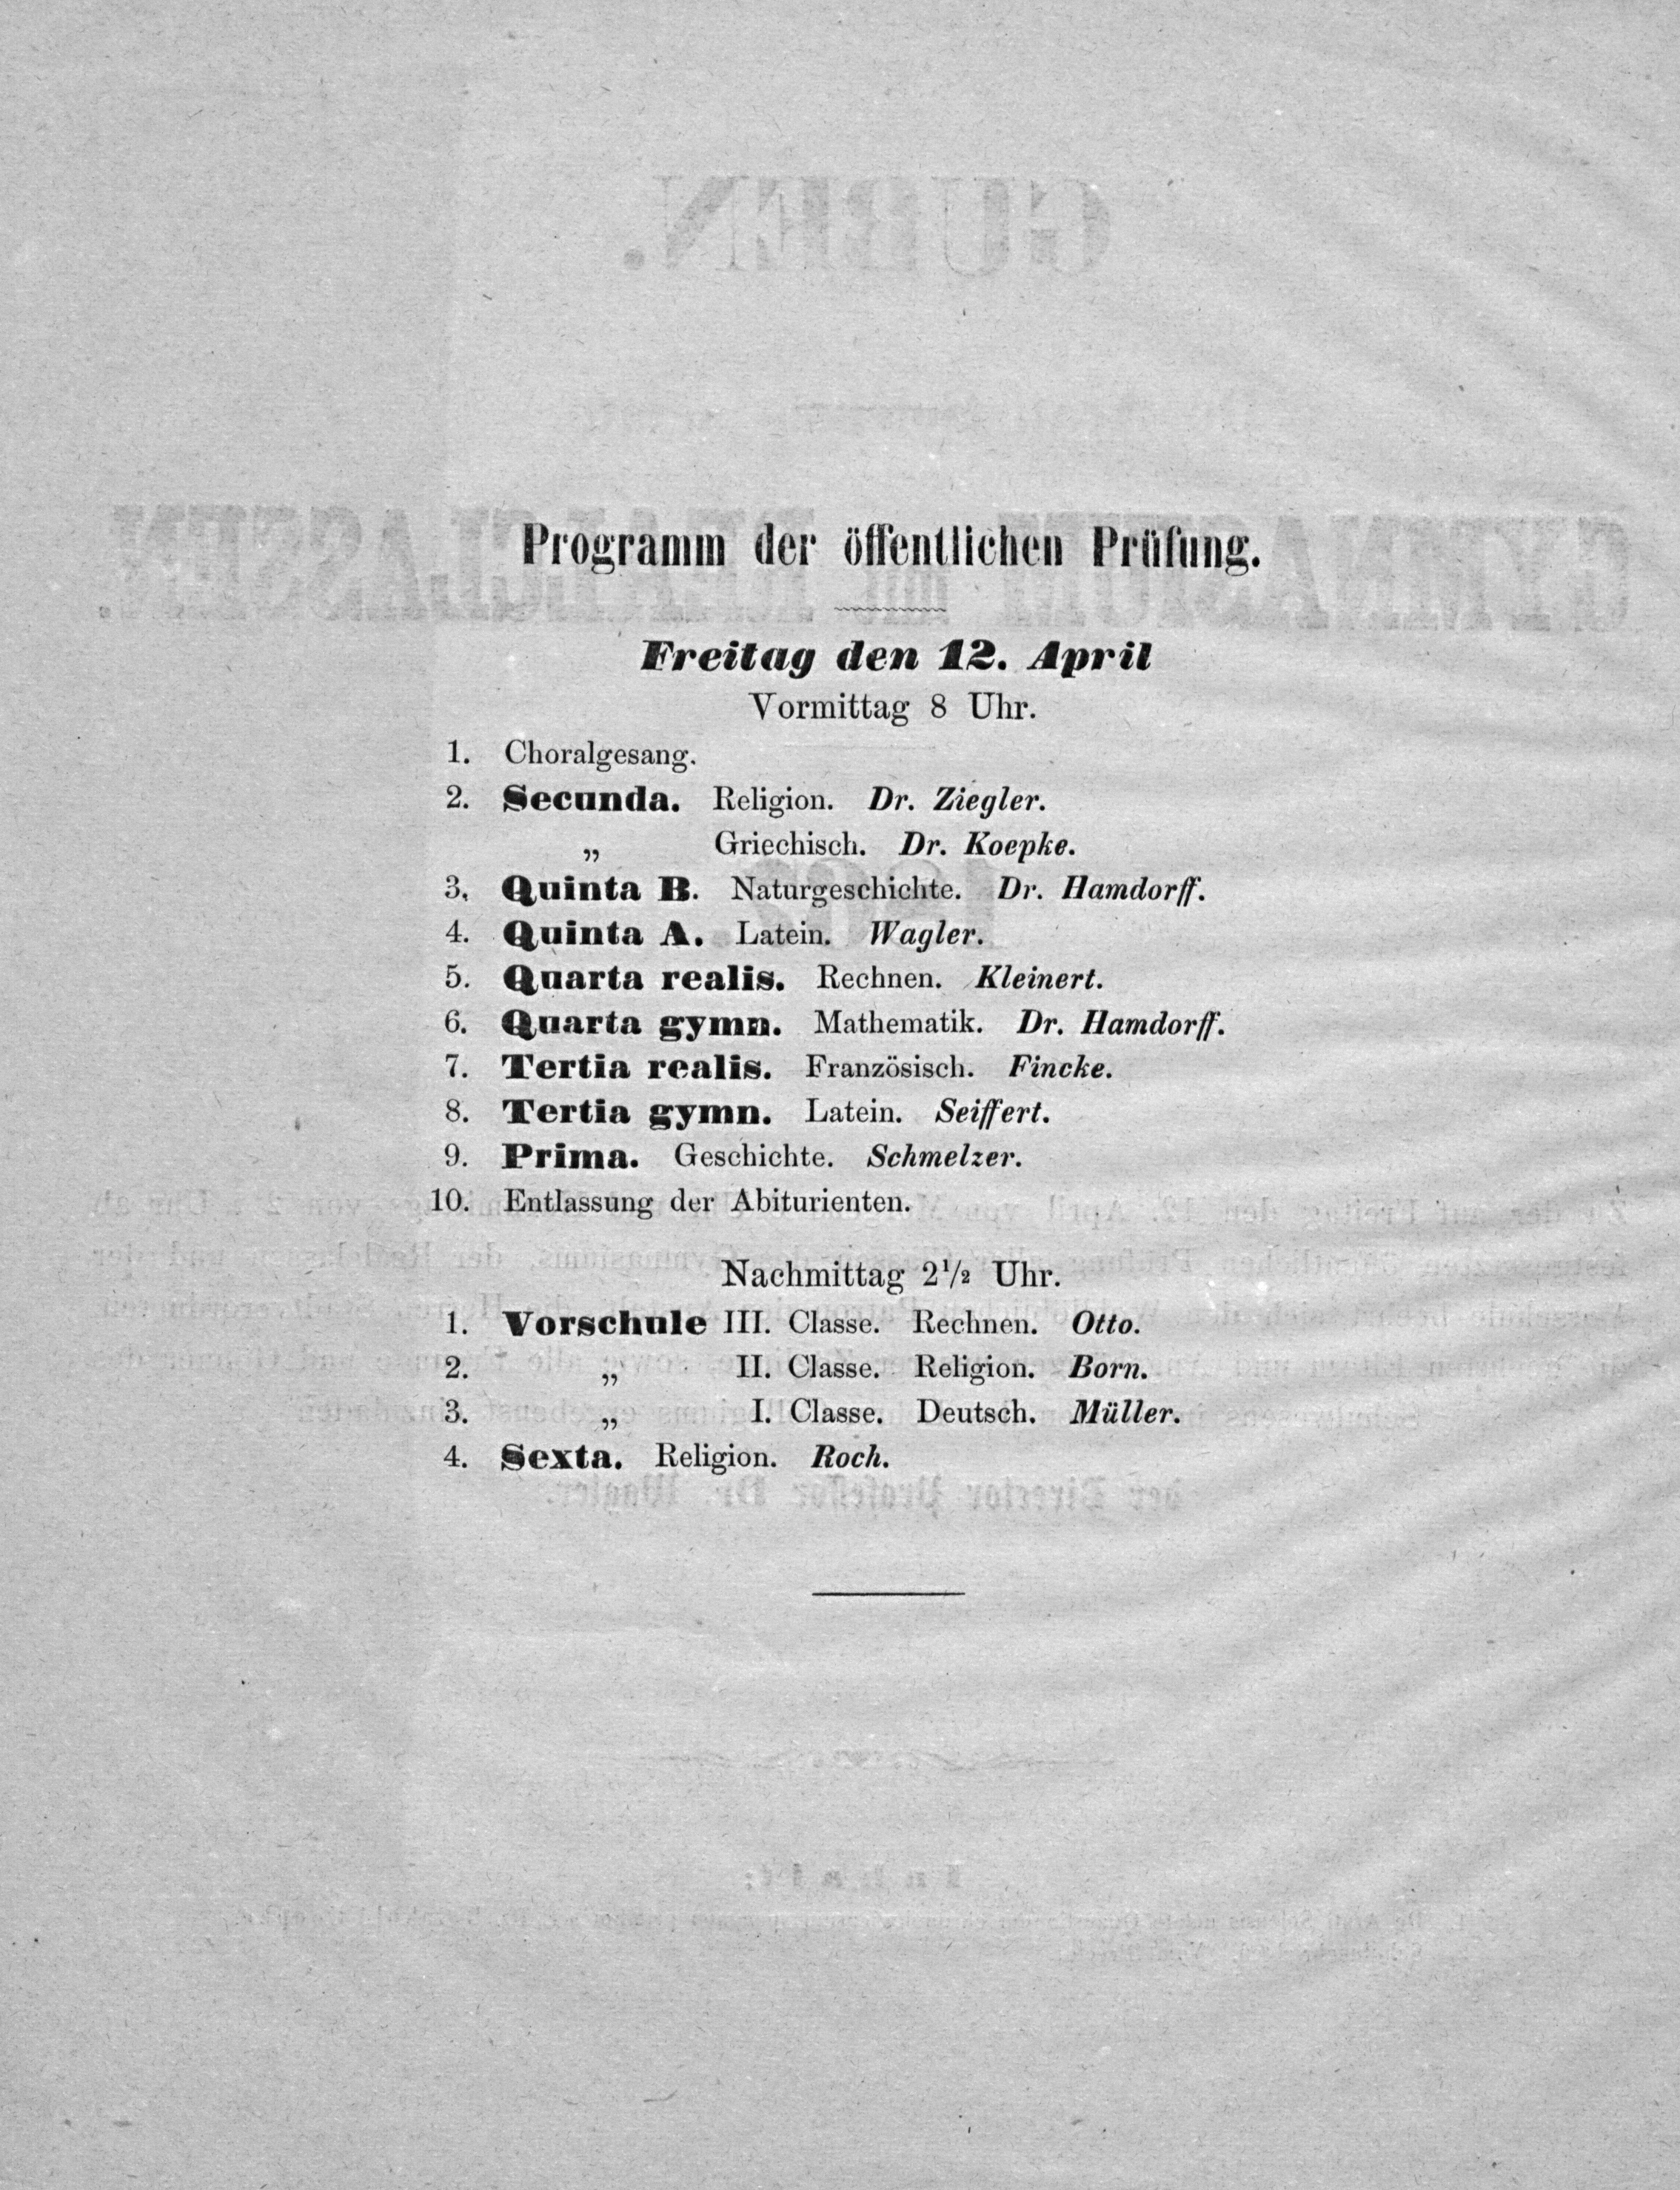 Programm der öffentlichen Prüfung.
Freitag den 12. April
Vormittag 8 Uhr.
1. Choralgesang.
2. Secunda. Religion. Dr. Ziegler.
„ Griechisch. Dr. Koepke.
3. Quinta B. Naturgeschichte. Dr. Hamdorff.
4. Quinta A. Latein. Wagler.
5. Quarta realis. Rechnen. Kleinert.
6. Quarta gymn. Mathematik. Dr. Hamdorff.
7. Tertia realis. Französisch. Fincke.
8. Tertia gymn. Latein. Seiffert.
9. Prima. Geschichte. Schmelzer.
10. Entlassung der Abiturienten.
Nachmittag 2½ Uhr.
1. Vorschule III. Classe. Rechnen. Otto.
2. „ II. Classe. Religion. Born.
3. „ I. Classe. Deutsch. Müller.
4. Sexta. Religion. Roch.